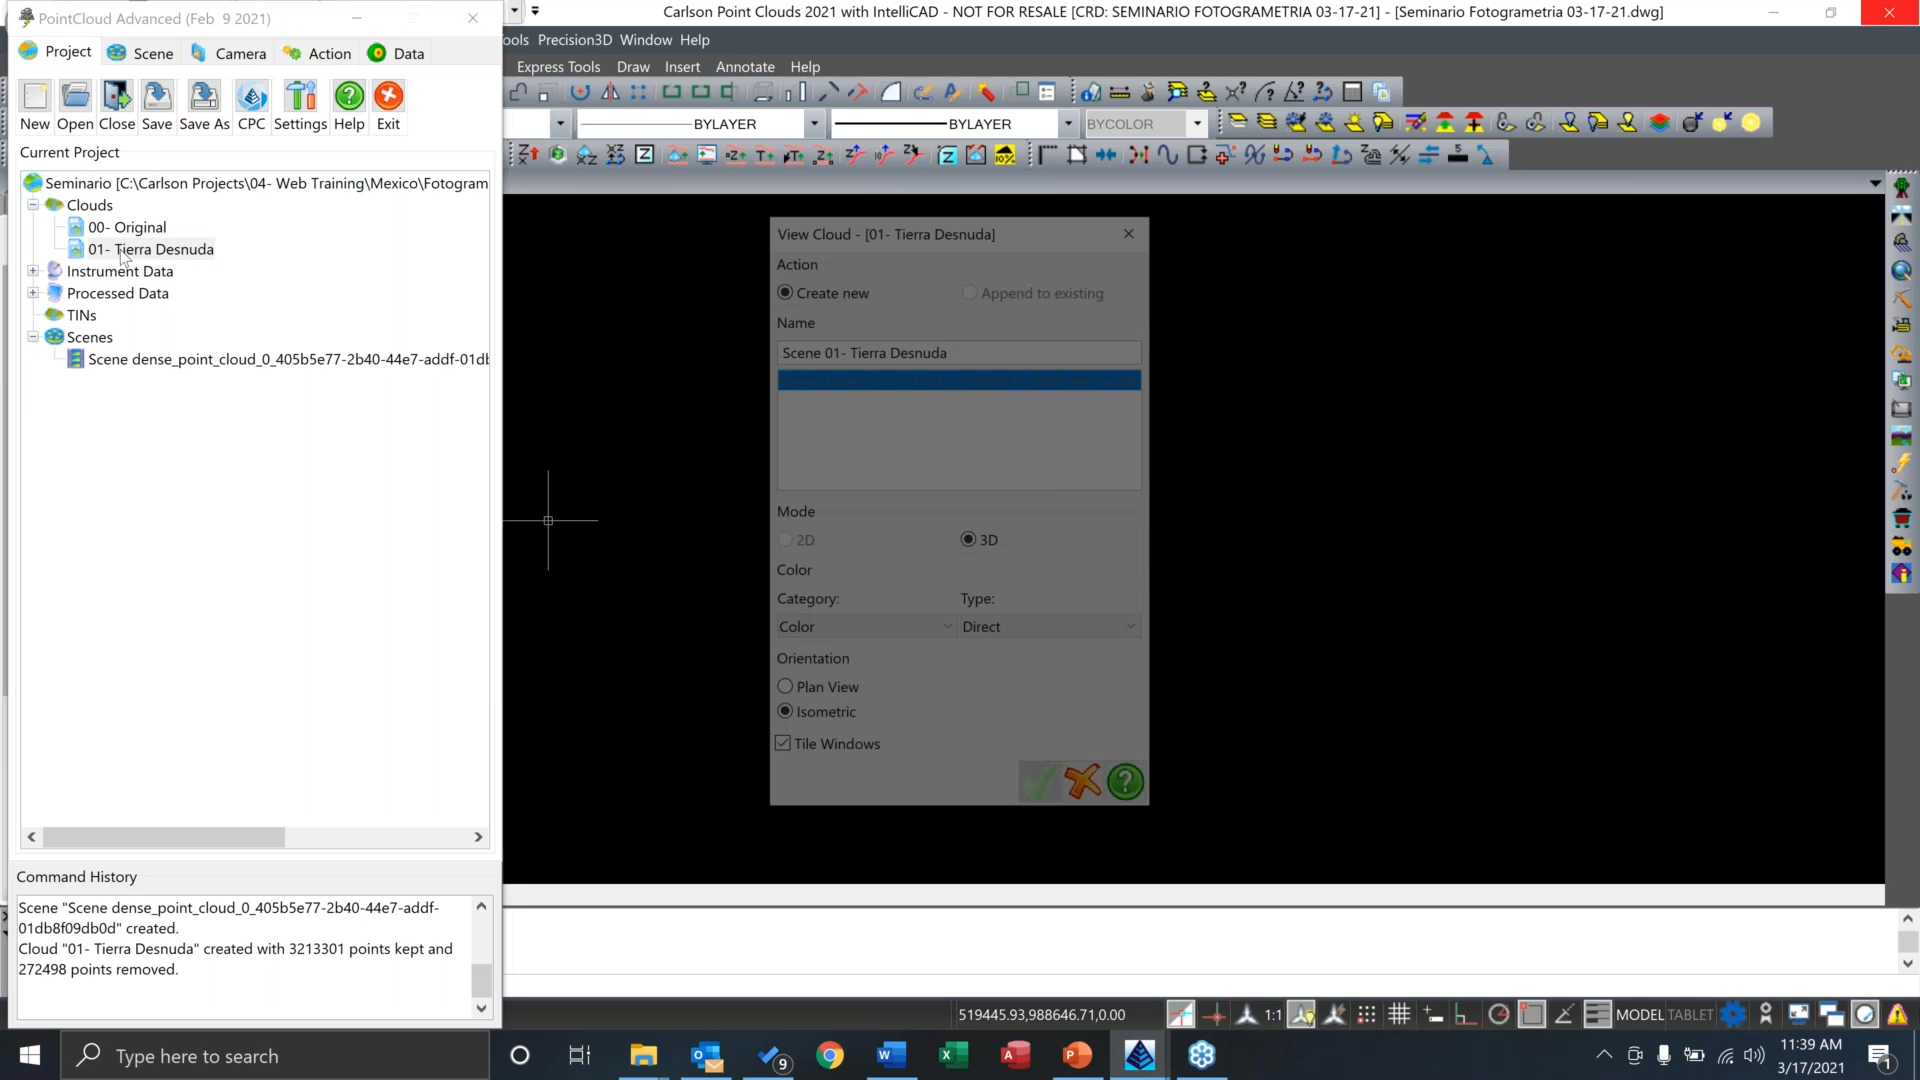 PointCloud Advanced (Feb 9 2021)
Carlson Point Clouds 2021 with IntelliCAD - NOT FOR RESALE [CRD: SEMINARIO FOTOGRAMETRIA 03-17-21] - [Seminario Fotogrametria 03-17-21.dwg]
Project Scene Camera Action Data
ools Precision3D Window Help
Express Tools Draw Insert Annotate Help
New Open Close Save Save As CPC Settings Help Exit
BYLAYER BYLAYER BYCOLOR
Current Project
Seminario [C:\Carlson Projects\04- Web Training\Mexico\Fotogram
Clouds
00- Original
01- Tierra Desnuda
Instrument Data
Processed Data
TINs
Scenes
Scene dense_point_cloud_0_405b5e77-2b40-44e7-addf-01db
View Cloud - [01- Tierra Desnuda]
Action
Create new Append to existing
Name
Scene 01- Tierra Desnuda
Mode
2D 3D
Color
Category: Type:
Color Direct
Orientation
Plan View
Isometric
Tile Windows
Command History
Scene "Scene dense_point_cloud_0_405b5e77-2b40-44e7-addf-
01db8f09db0d" created.
Cloud "01- Tierra Desnuda" created with 3213301 points kept and
272498 points removed.
519445.93,988646.71,0.00 1:1 MODEL TABLET
Type here to search
9
11:39 AM
3/17/2021
1